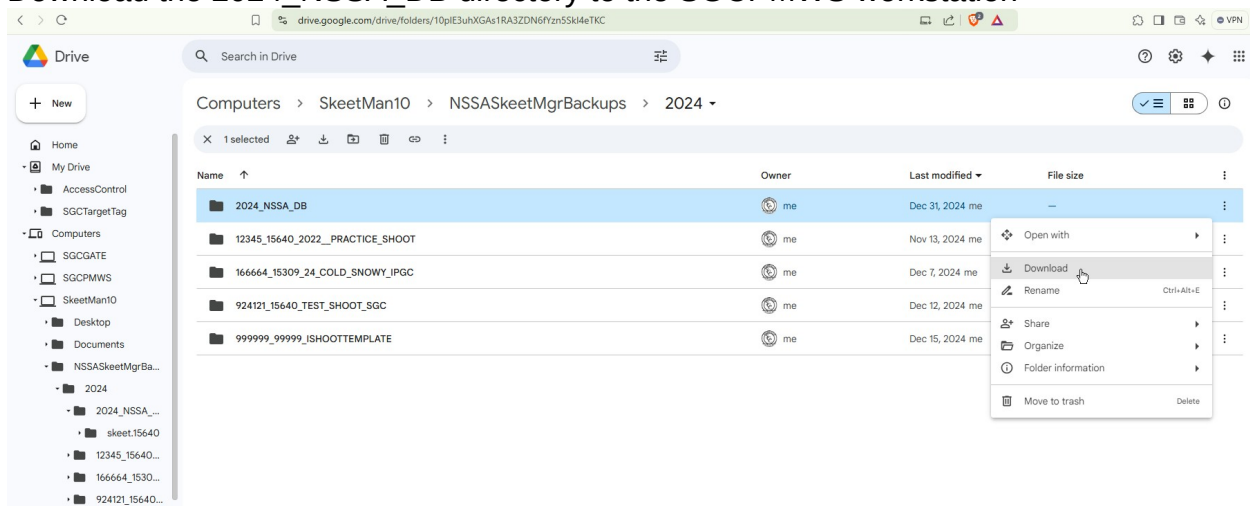 Download the 2024_NSSA_DB directory to the SGCPMWS workstation
drive.google.com/drive/folders/10plE3uhXGAs1RA3ZDN6fYzn5SkI4eTKC
VPN
Drive
Search in Drive
+ New
Computers > SkeetMan10 > NSSASkeetMgrBackups > 2024
1 selected
Home
My Drive
AccessControl
SGCTargetTag
Computers
SGCGATE
SGCPMWS
SkeetMan10
Desktop
Documents
NSSASkeetMgrBa...
2024
2024_NSSA_...
skeet.15640
12345_15640...
166664_1530...
924121_15640...
Name Owner Last modified File size
2024_NSSA_DB me Dec 31, 2024 me —
12345_15640_2022__PRACTICE_SHOOT me Nov 13, 2024 me
166664_15309_24_COLD_SNOWY_IPGC me Dec 7, 2024 me
924121_15640_TEST_SHOOT_SGC me Dec 12, 2024 me
999999_99999_ISHOOTTEMPLATE me Dec 15, 2024 me
Open with
Download
Rename Ctrl+Alt+E
Share
Organize
Folder information
Move to trash Delete